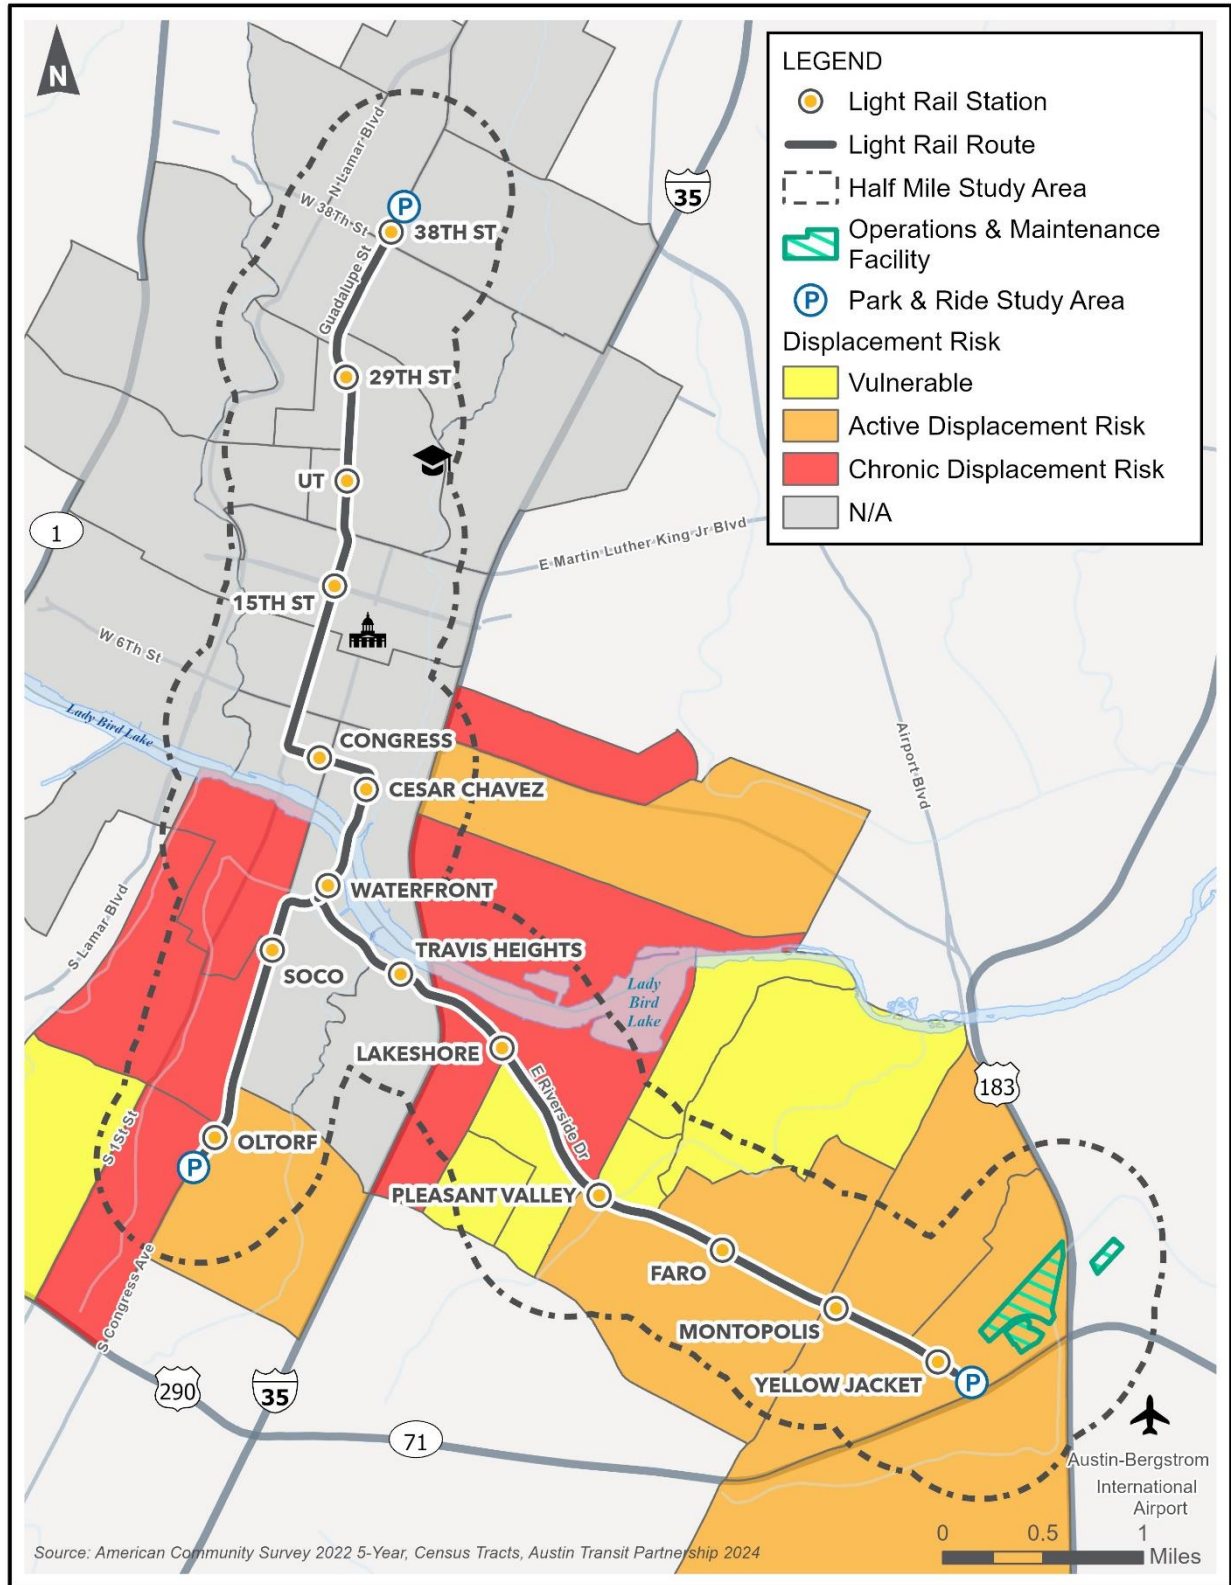 N
LEGEND
Light Rail Station
Light Rail Route
Half Mile Study Area
Operations & Maintenance
Facility
P
Park & Ride Study Area
Displacement Risk
Vulnerable
Active Displacement Risk
Chronic Displacement Risk
N/A
N Lamar Blvd
W 38Th St
P
38TH ST
35
Guadalupe St
29TH ST
UT
1
E Martin Luther King Jr Blvd
15TH ST
W 6Th St
Lady Bird Lake
CONGRESS
CESAR CHAVEZ
Airport Blvd
WATERFRONT
S Lamar Blvd
SOCO
TRAVIS HEIGHTS
Lady
Bird
Lake
LAKESHORE
E Riverside Dr
183
S 1St St
OLTORF
P
PLEASANT VALLEY
S Congress Ave
FARO
MONTOPOLIS
YELLOW JACKET
P
290
35
71
Austin-Bergstrom
International
Airport
0 0.5 1
Miles
Source: American Community Survey 2022 5-Year, Census Tracts, Austin Transit Partnership 2024